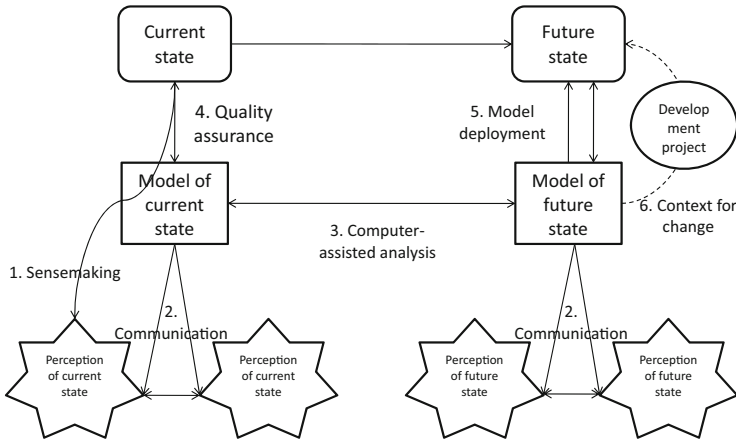 Current
state
Future
state
4. Quality
assurance
5. Model
deployment
Develop
ment
project
Model of
current
state
Model of
future
state
6. Context for
change
3. Computer-
assisted analysis
1. Sensemaking
2.
Communication
2.
Communication
Perception
of current
state
Perception
of current
state
Perception
of future
state
Perception
of future
state